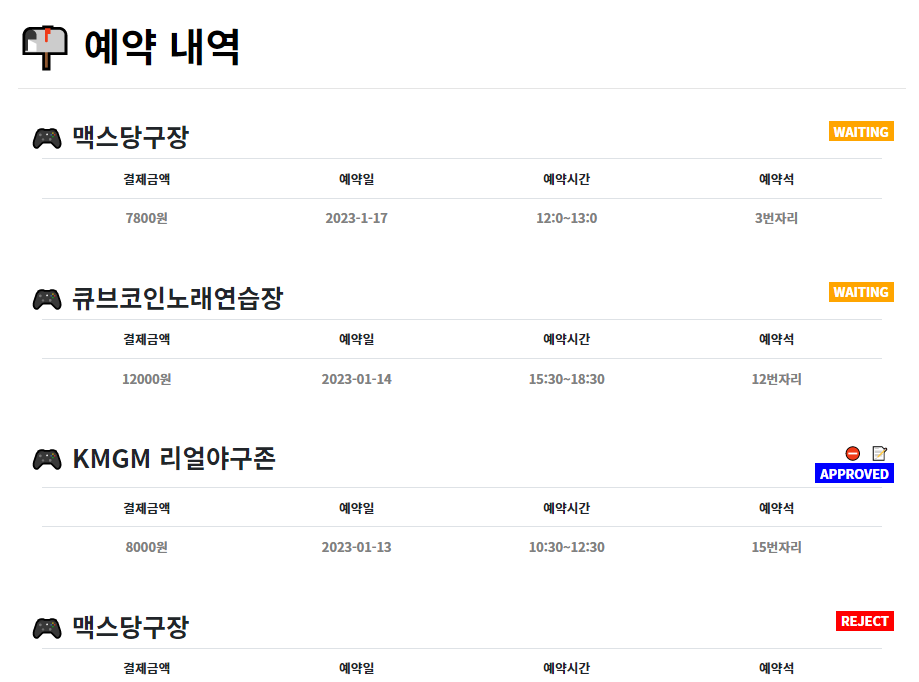 예약 내역
맥스당구장 WAITING
결제금액 예약일 예약시간 예약석
7800원 2023-1-17 12:0~13:0 3번자리
큐브코인노래연습장 WAITING
결제금액 예약일 예약시간 예약석
12000원 2023-01-14 15:30~18:30 12번자리
KMGM 리얼야구존 APPROVED
결제금액 예약일 예약시간 예약석
8000원 2023-01-13 10:30~12:30 15번자리
맥스당구장 REJECT
결제금액 예약일 예약시간 예약석